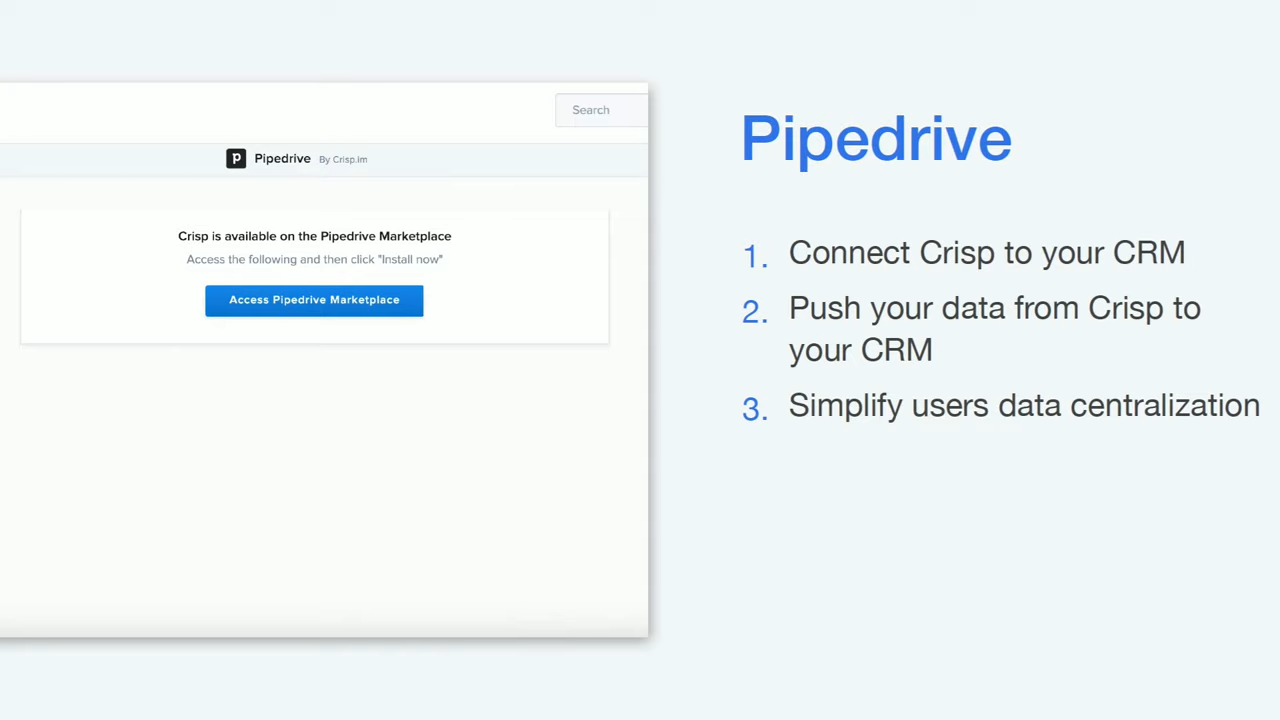 Search
p Pipedrive By Crisp.im
Crisp is available on the Pipedrive Marketplace
Access the following and then click "Install now"
Access Pipedrive Marketplace
Pipedrive
1. Connect Crisp to your CRM
2. Push your data from Crisp to
your CRM
3. Simplify users data centralization